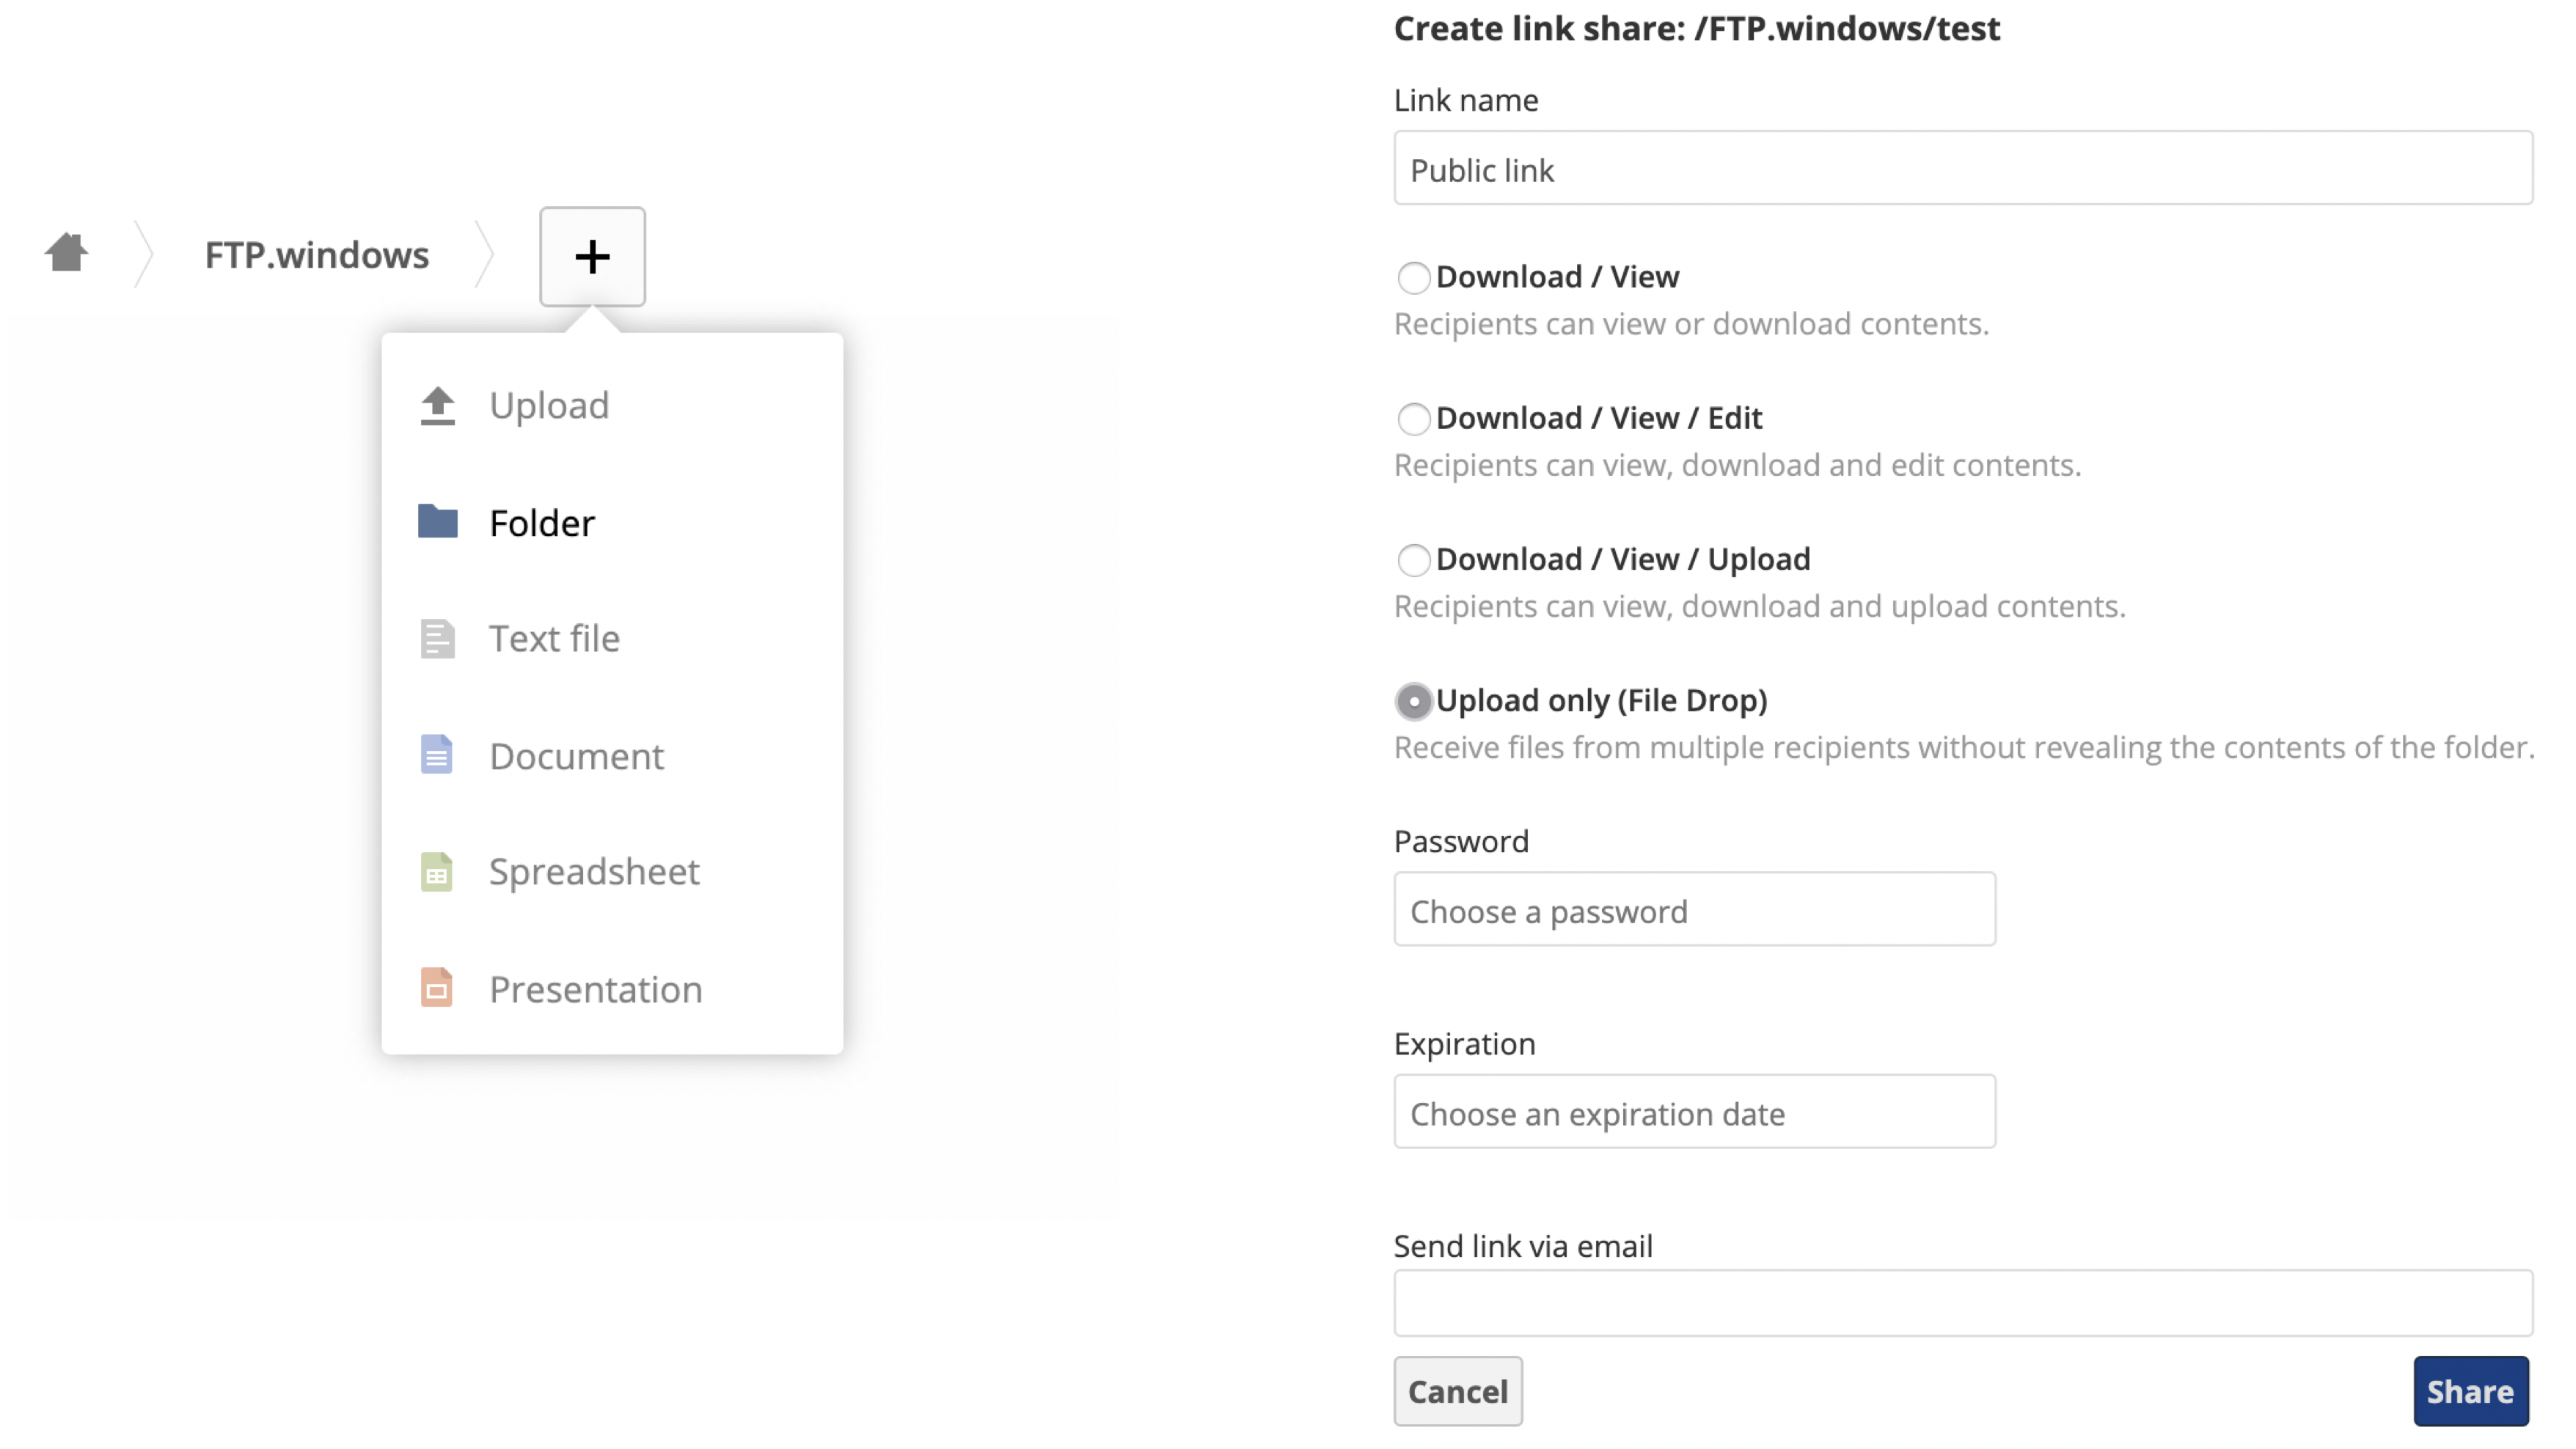 FTP.windows
+
Upload
Folder
Text file
Document
Spreadsheet
Presentation
Create link share: /FTP.windows/test
Link name
Public link
Download / View
Recipients can view or download contents.
Download / View / Edit
Recipients can view, download and edit contents.
Download / View / Upload
Recipients can view, download and upload contents.
Upload only (File Drop)
Receive files from multiple recipients without revealing the contents of the folder.
Password
Choose a password
Expiration
Choose an expiration date
Send link via email
Cancel
Share